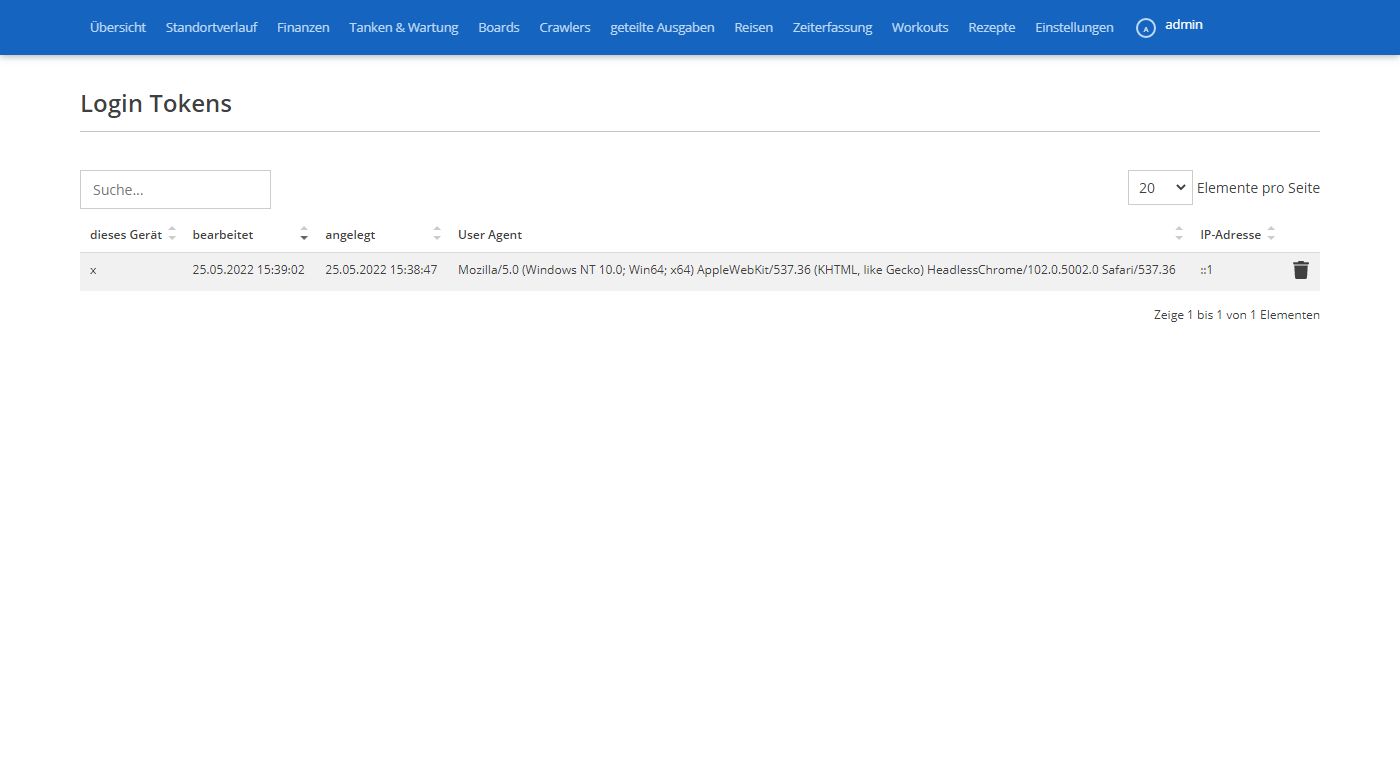 Übersicht Standortverlauf Finanzen Tanken & Wartung Boards Crawlers geteilte Ausgaben Reisen Zeiterfassung Workouts Rezepte Einstellungen A admin
Login Tokens
Suche... 20 Elemente pro Seite
dieses Gerät bearbeitet angelegt User Agent IP-Adresse
x 25.05.2022 15:39:02 25.05.2022 15:38:47 Mozilla/5.0 (Windows NT 10.0; Win64; x64) AppleWebKit/537.36 (KHTML, like Gecko) HeadlessChrome/102.0.5002.0 Safari/537.36 ::1
Zeige 1 bis 1 von 1 Elementen